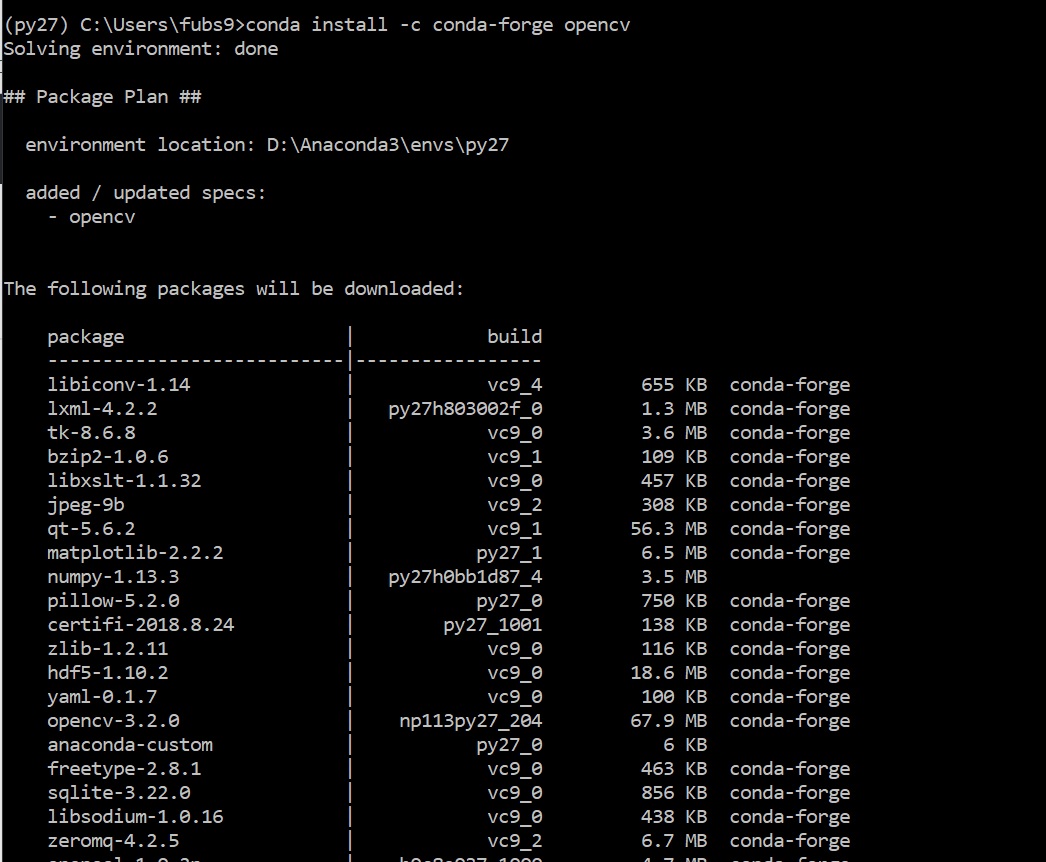 (py27) C:\Users\fubs9>conda install -c conda-forge opencv
Solving environment: done
## Package Plan ##
environment location: D:\Anaconda3\envs\py27
added / updated specs:
- opencv
The following packages will be downloaded:
package | build
---------------------------|-----------------
libiconv-1.14 | vc9_4 655 KB conda-forge
lxml-4.2.2 | py27h803002f_0 1.3 MB conda-forge
tk-8.6.8 | vc9_0 3.6 MB conda-forge
bzip2-1.0.6 | vc9_1 109 KB conda-forge
libxslt-1.1.32 | vc9_0 457 KB conda-forge
jpeg-9b | vc9_2 308 KB conda-forge
qt-5.6.2 | vc9_1 56.3 MB conda-forge
matplotlib-2.2.2 | py27_1 6.5 MB conda-forge
numpy-1.13.3 | py27h0bb1d87_4 3.5 MB
pillow-5.2.0 | py27_0 750 KB conda-forge
certifi-2018.8.24 | py27_1001 138 KB conda-forge
zlib-1.2.11 | vc9_0 116 KB conda-forge
hdf5-1.10.2 | vc9_0 18.6 MB conda-forge
yaml-0.1.7 | vc9_0 100 KB conda-forge
opencv-3.2.0 | np113py27_204 67.9 MB conda-forge
anaconda-custom | py27_0 6 KB
freetype-2.8.1 | vc9_0 463 KB conda-forge
sqlite-3.22.0 | vc9_0 856 KB conda-forge
libsodium-1.0.16 | vc9_0 438 KB conda-forge
zeromq-4.2.5 | vc9_2 6.7 MB conda-forge